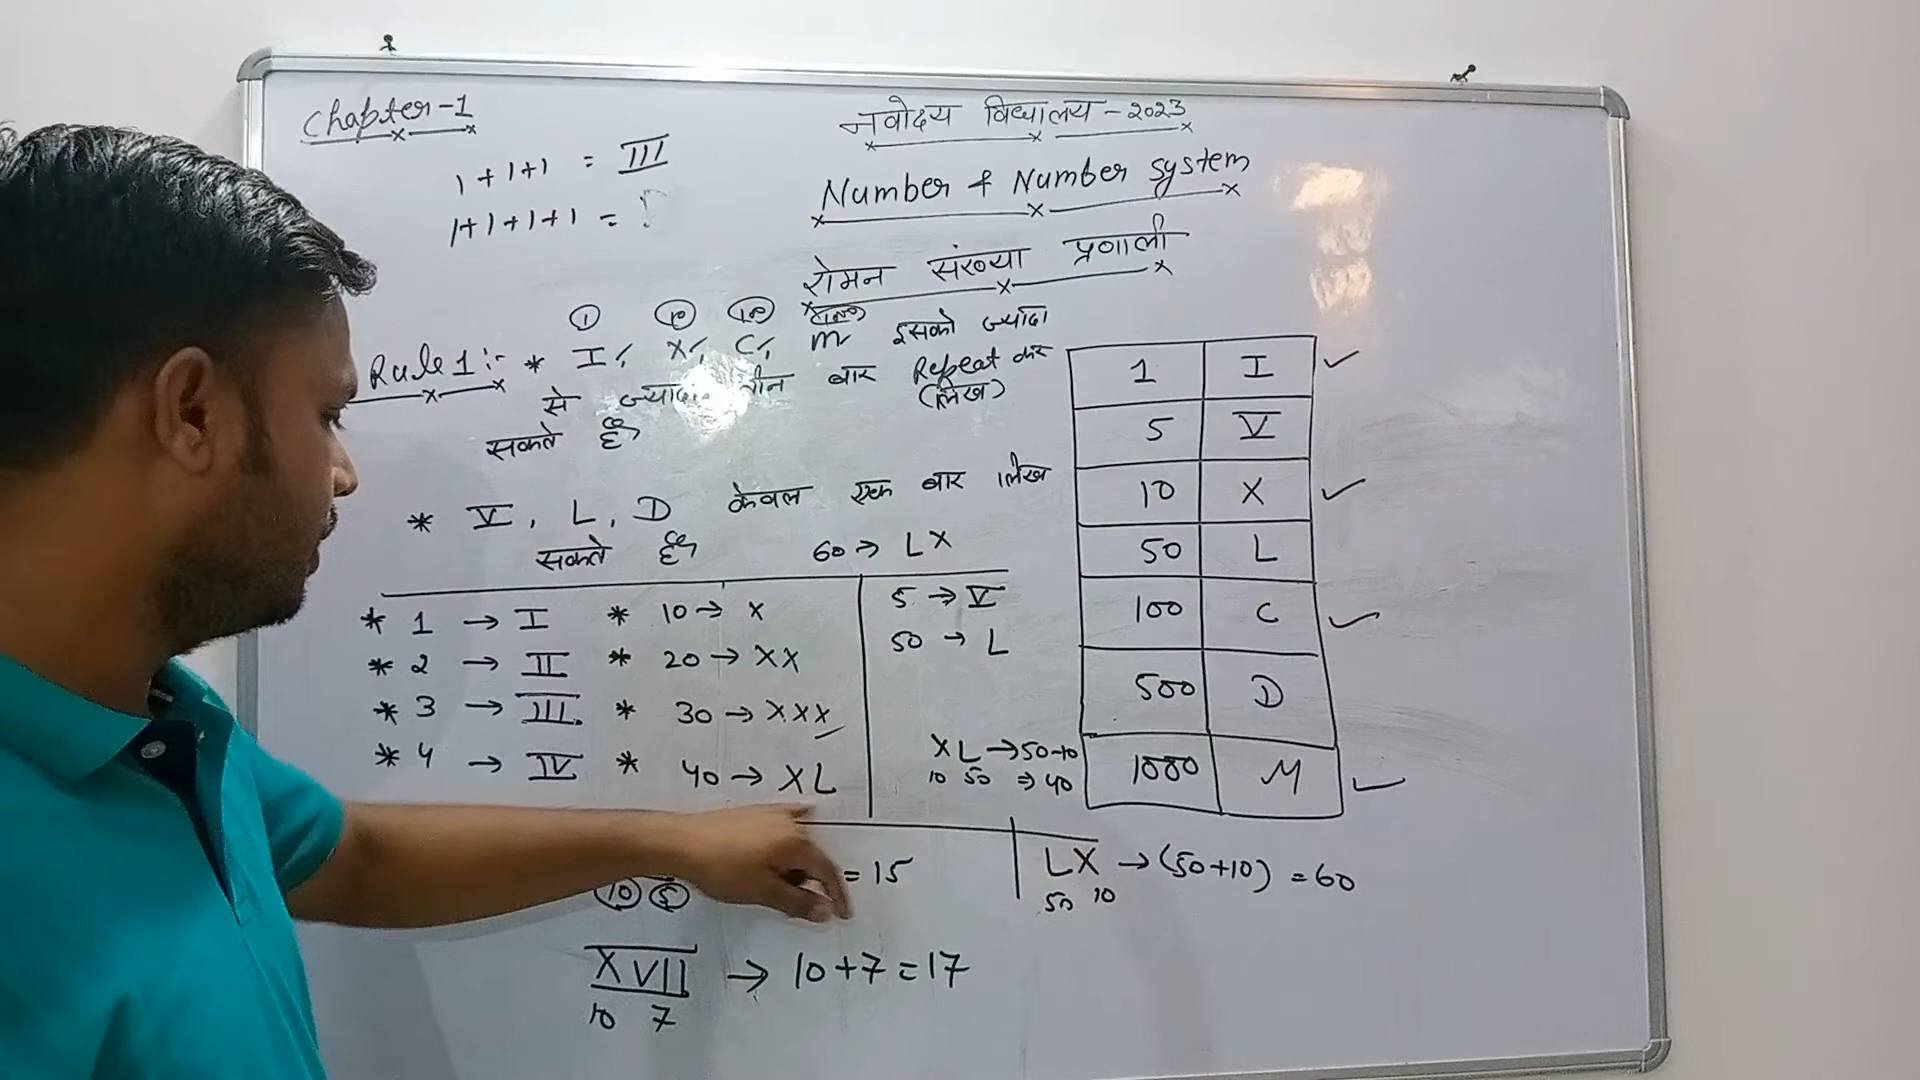 Chapter-1
नवोदय विद्यालय - 2023
1 + 1 + 1 = III
1 + 1 + 1 + 1 =
Number & Number system
रोमन संख्या प्रणाली
1 10 100 1000
Rule 1 :- * I, X, C, M इसको ज्यादा
से ज्यादा तीन बार Repeat कर
(लिख)
सकते हैं
* V, L, D केवल एक बार लिख
सकते हैं
60 → LX
* 1 → I * 10 → X
* 2 → II * 20 → XX
* 3 → III * 30 → XXX
* 4 → IV * 40 → XL
5 → V
50 → L
XL → 50-10
10 50 ⇒ 40
1 I ✓
5 V
10 X ✓
50 L
100 C ✓
500 D
1000 M ✓
= 15
10 5
LX → (50+10) = 60
50 10
XVII → 10+7 = 17
10 7